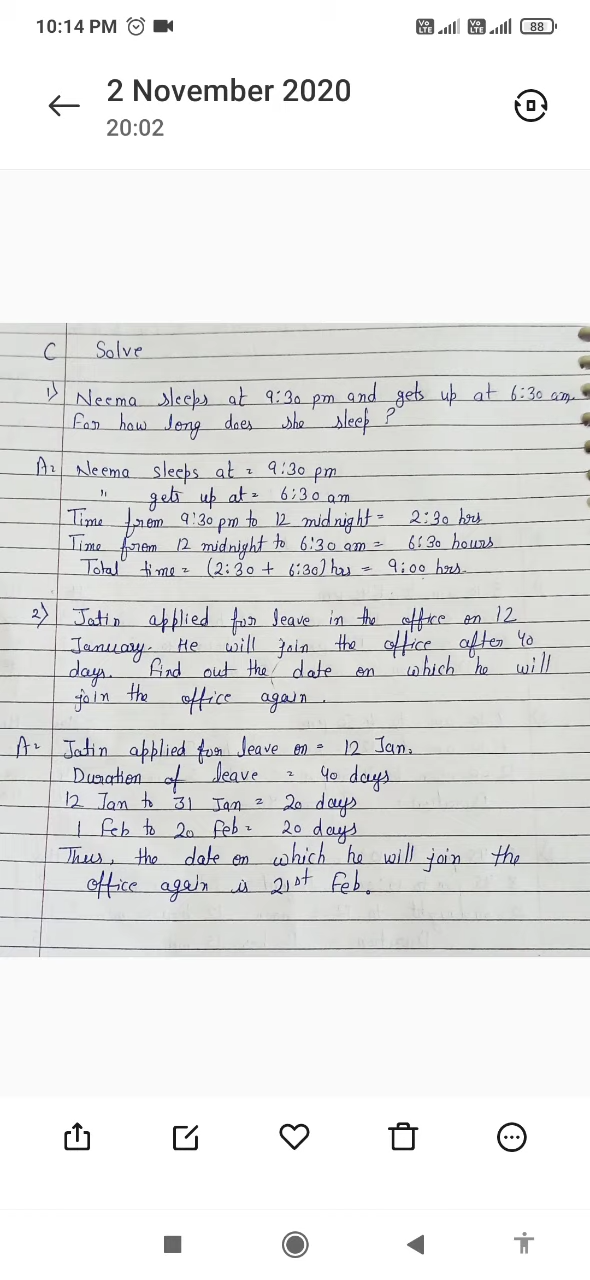 10:14 PM
Vo LTE Vo LTE 88
2 November 2020
20:02
C Solve
1) Neema sleeps at 9:30 pm and gets up at 6:30 am.
For how long does she sleep?
A= Neema sleeps at = 9:30 pm
" gets up at = 6:30 am
Time from 9:30 pm to 12 midnight = 2:30 hrs
Time from 12 midnight to 6:30 am = 6:30 hours
Total time = (2:30 + 6:30) hrs = 9:00 hrs.
2) Jatin applied for leave in the office on 12
January. He will join the office after 40
days. Find out the date on which he will
join the office again.
A= Jatin applied for leave on = 12 Jan.
Duration of leave = 40 days
12 Jan to 31 Jan = 20 days
1 Feb to 20 Feb = 20 days
Thus, the date on which he will join the
office again is 21st Feb.